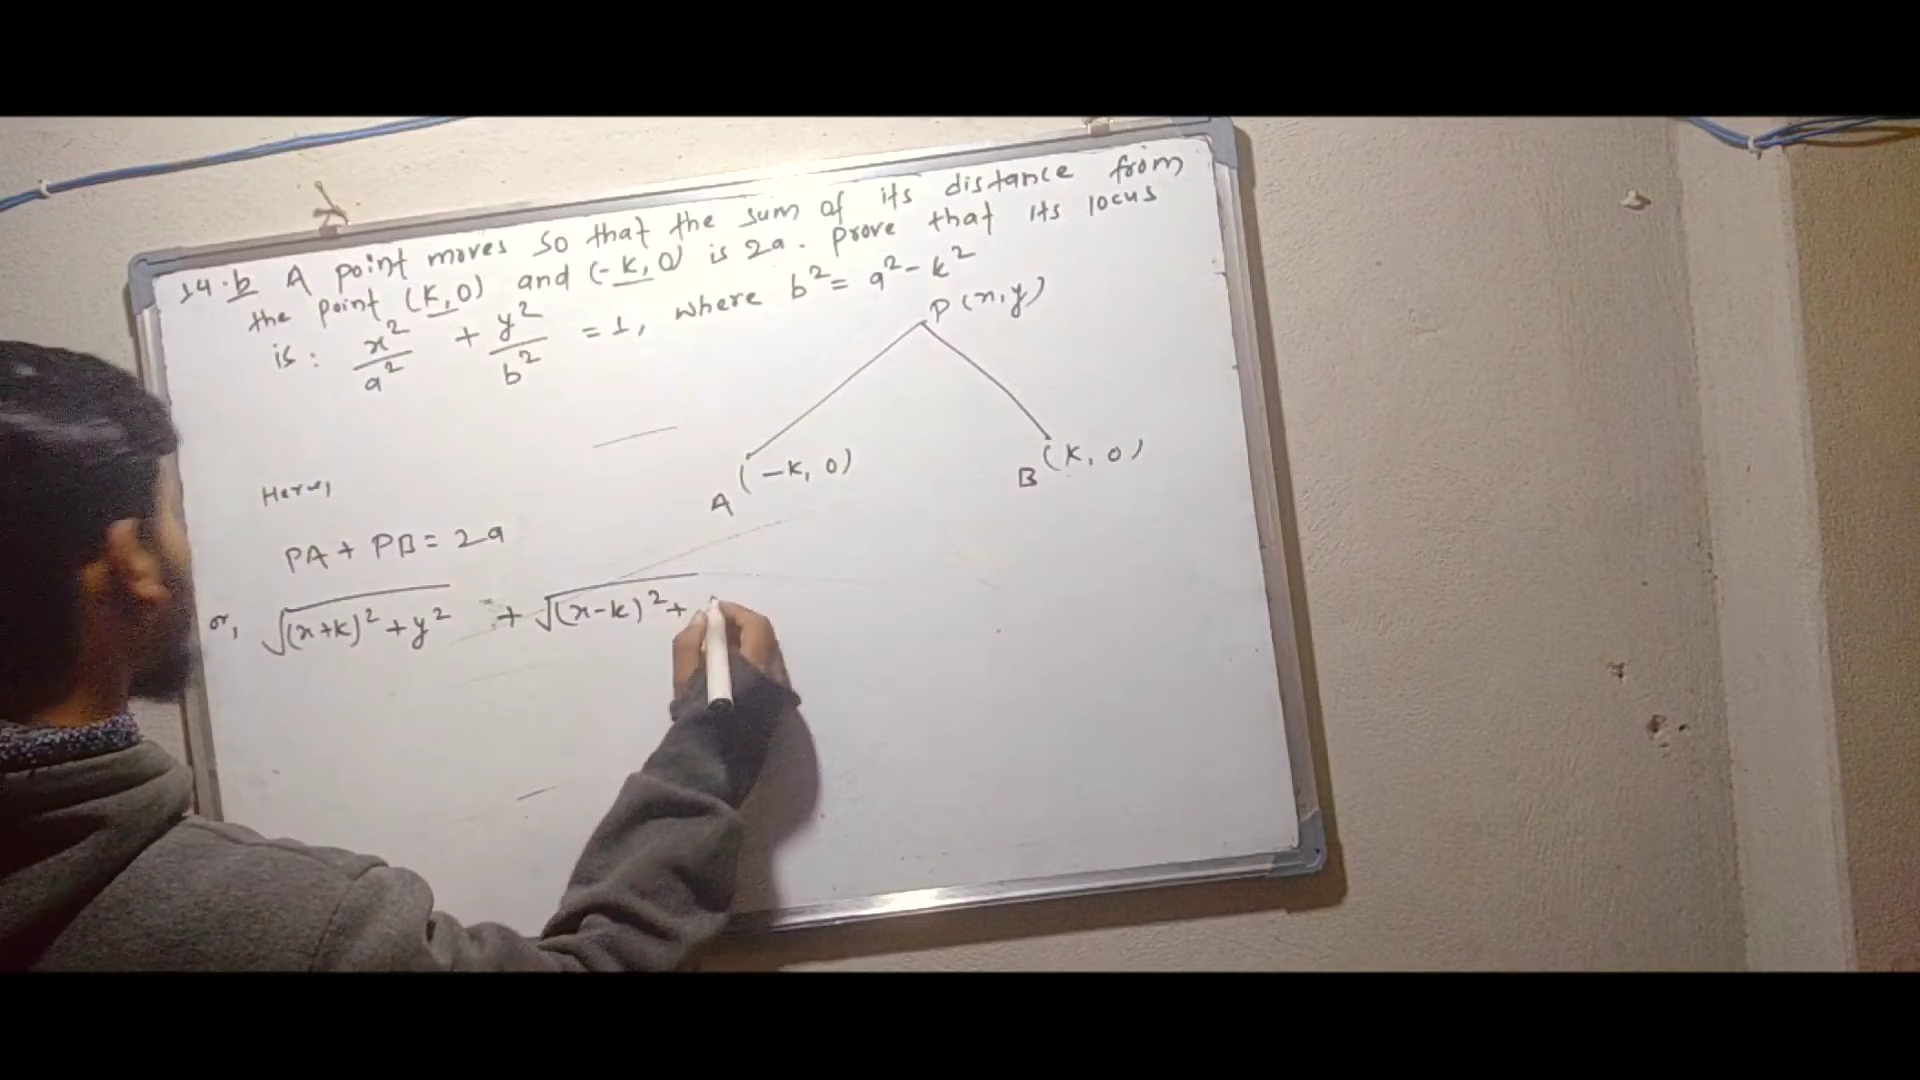 14.b A point moves so that the sum of its distance from
the point (k,0) and (-k,0) is 2a. Prove that its locus
is: x²/a² + y²/b² = 1, where b² = a² - k²
P(x,y)
A (-k, 0)
B (k, 0)
Here,
PA + PB = 2a
or, √(x+k)² + y² + √(x-k)² +